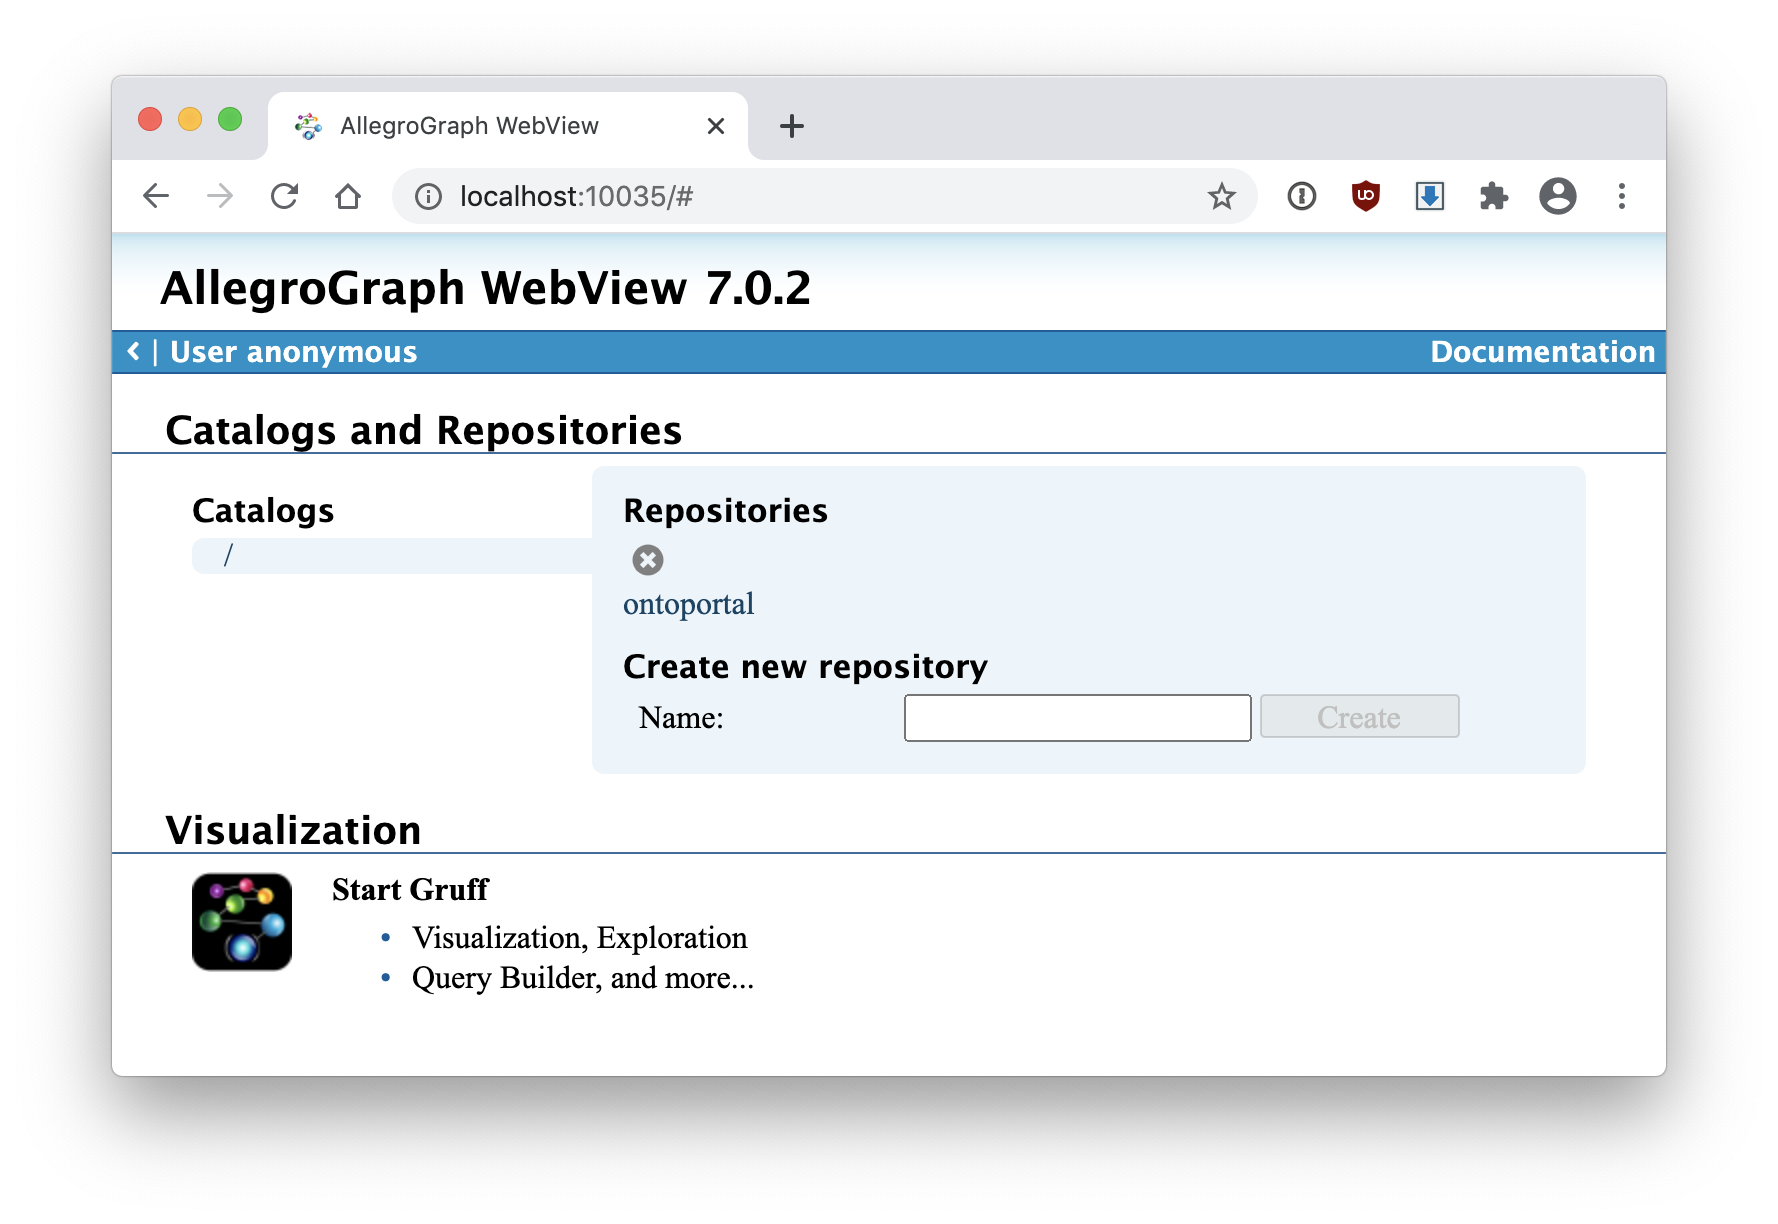 AllegroGraph WebView
localhost:10035/#
AllegroGraph WebView 7.0.2
| User anonymous
Documentation
Catalogs and Repositories
Catalogs
/
Repositories
ontoportal
Create new repository
Name:
Create
Visualization
Start Gruff
• Visualization, Exploration
• Query Builder, and more...